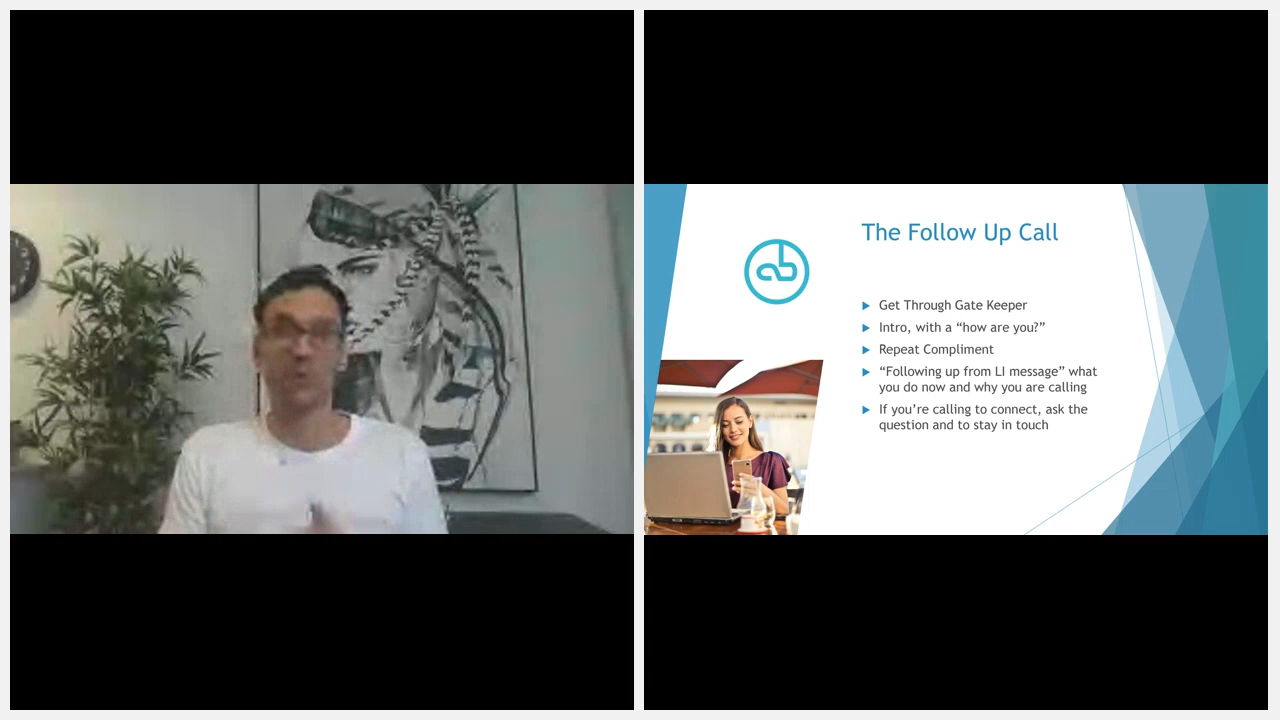 The Follow Up Call
ab
Get Through Gate Keeper
Intro, with a “how are you?”
Repeat Compliment
“Following up from LI message” what
you do now and why you are calling
If you’re calling to connect, ask the
question and to stay in touch